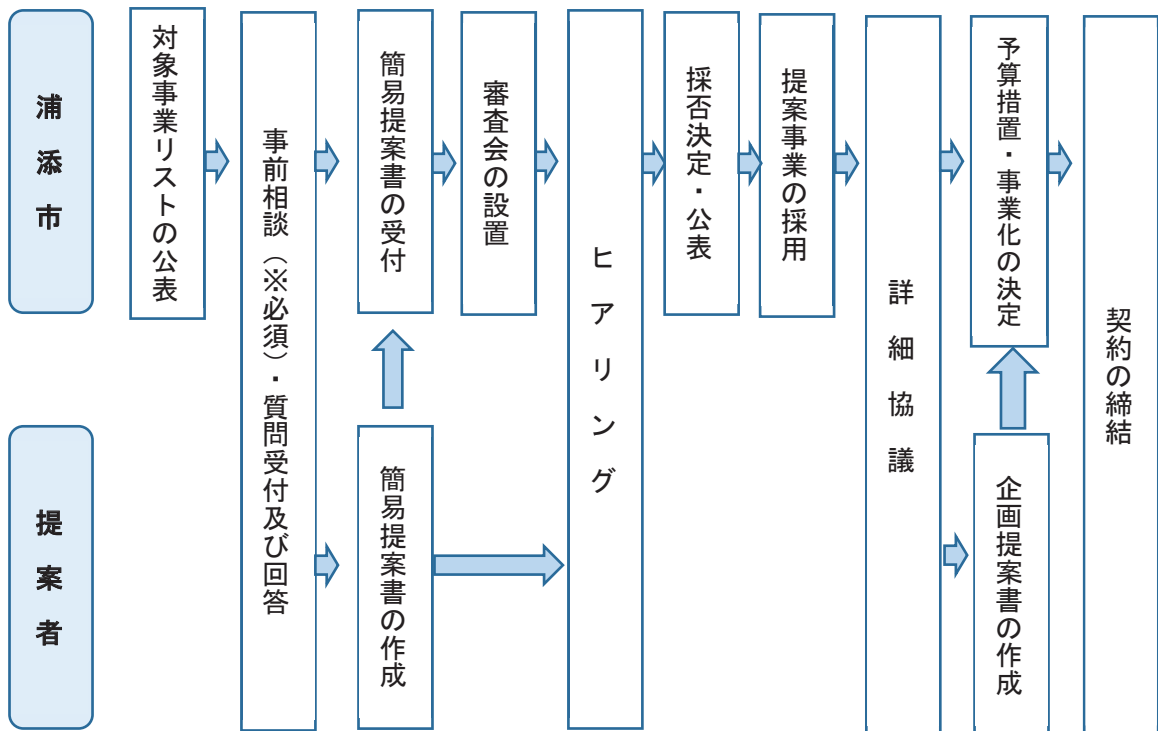 浦添市
対象事業リストの公表
事前相談（※必須）・質問受付及び回答
簡易提案書の受付
審査会の設置
ヒアリング
採否決定・公表
提案事業の採用
詳細協議
予算措置・事業化の決定
契約の締結
提案者
簡易提案書の作成
企画提案書の作成